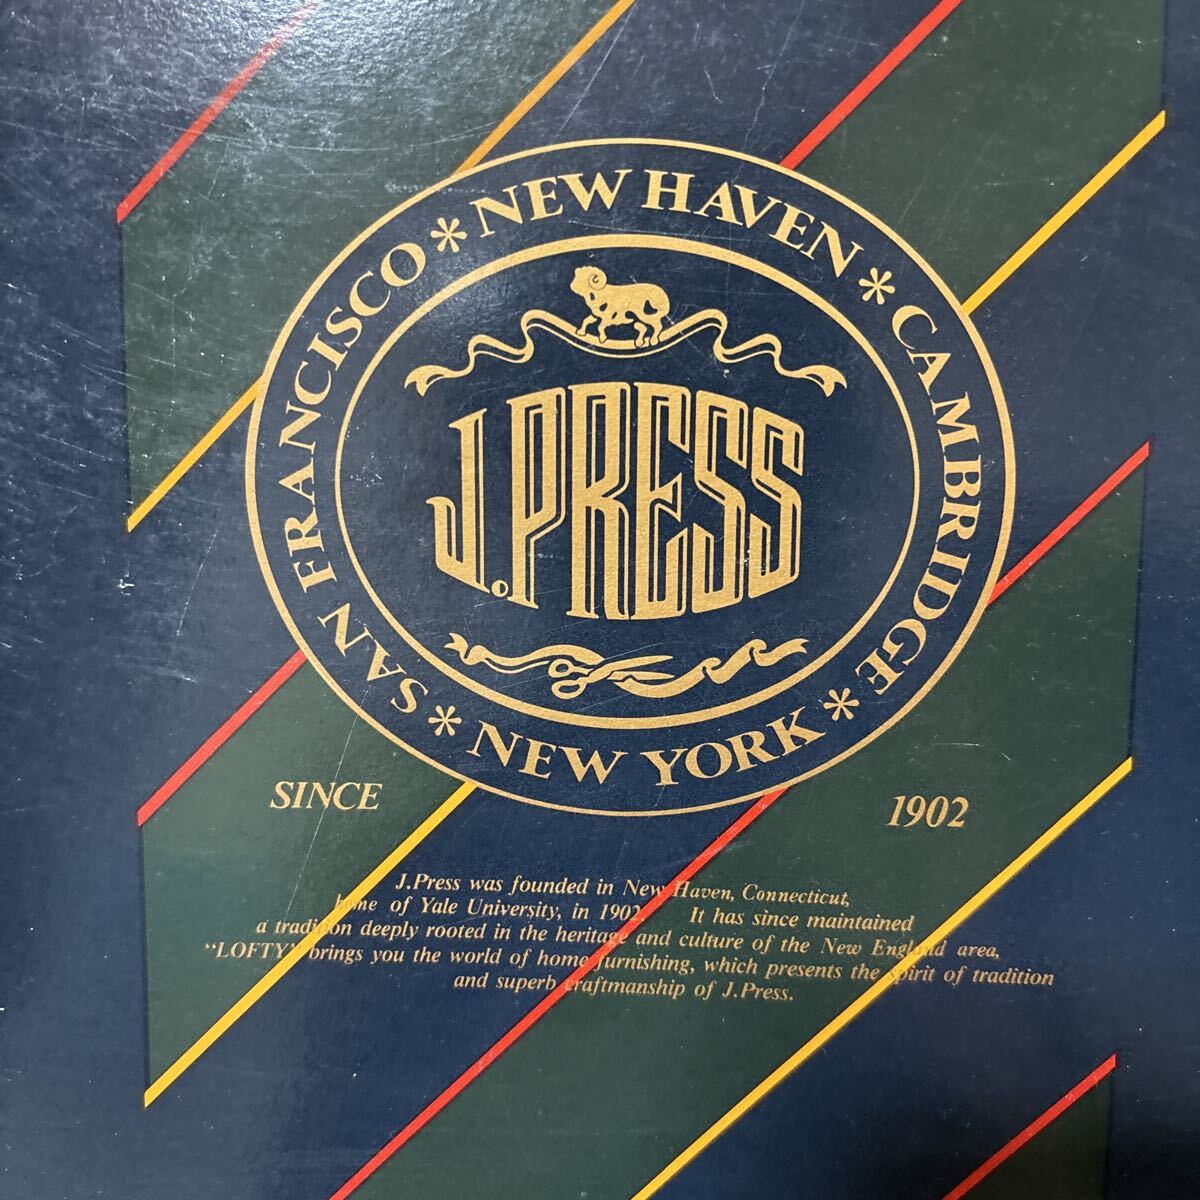 SAN FRANCISCO * NEW HAVEN * CAMBRIDGE * NEW YORK *
J.PRESS
SINCE 1902
J.Press was founded in New Haven, Connecticut,
home of Yale University, in 1902. It has since maintained
a tradition deeply rooted in the heritage and culture of the New England area,
“LOFTY” brings you the world of home furnishing, which presents the spirit of tradition
and superb craftmanship of J.Press.